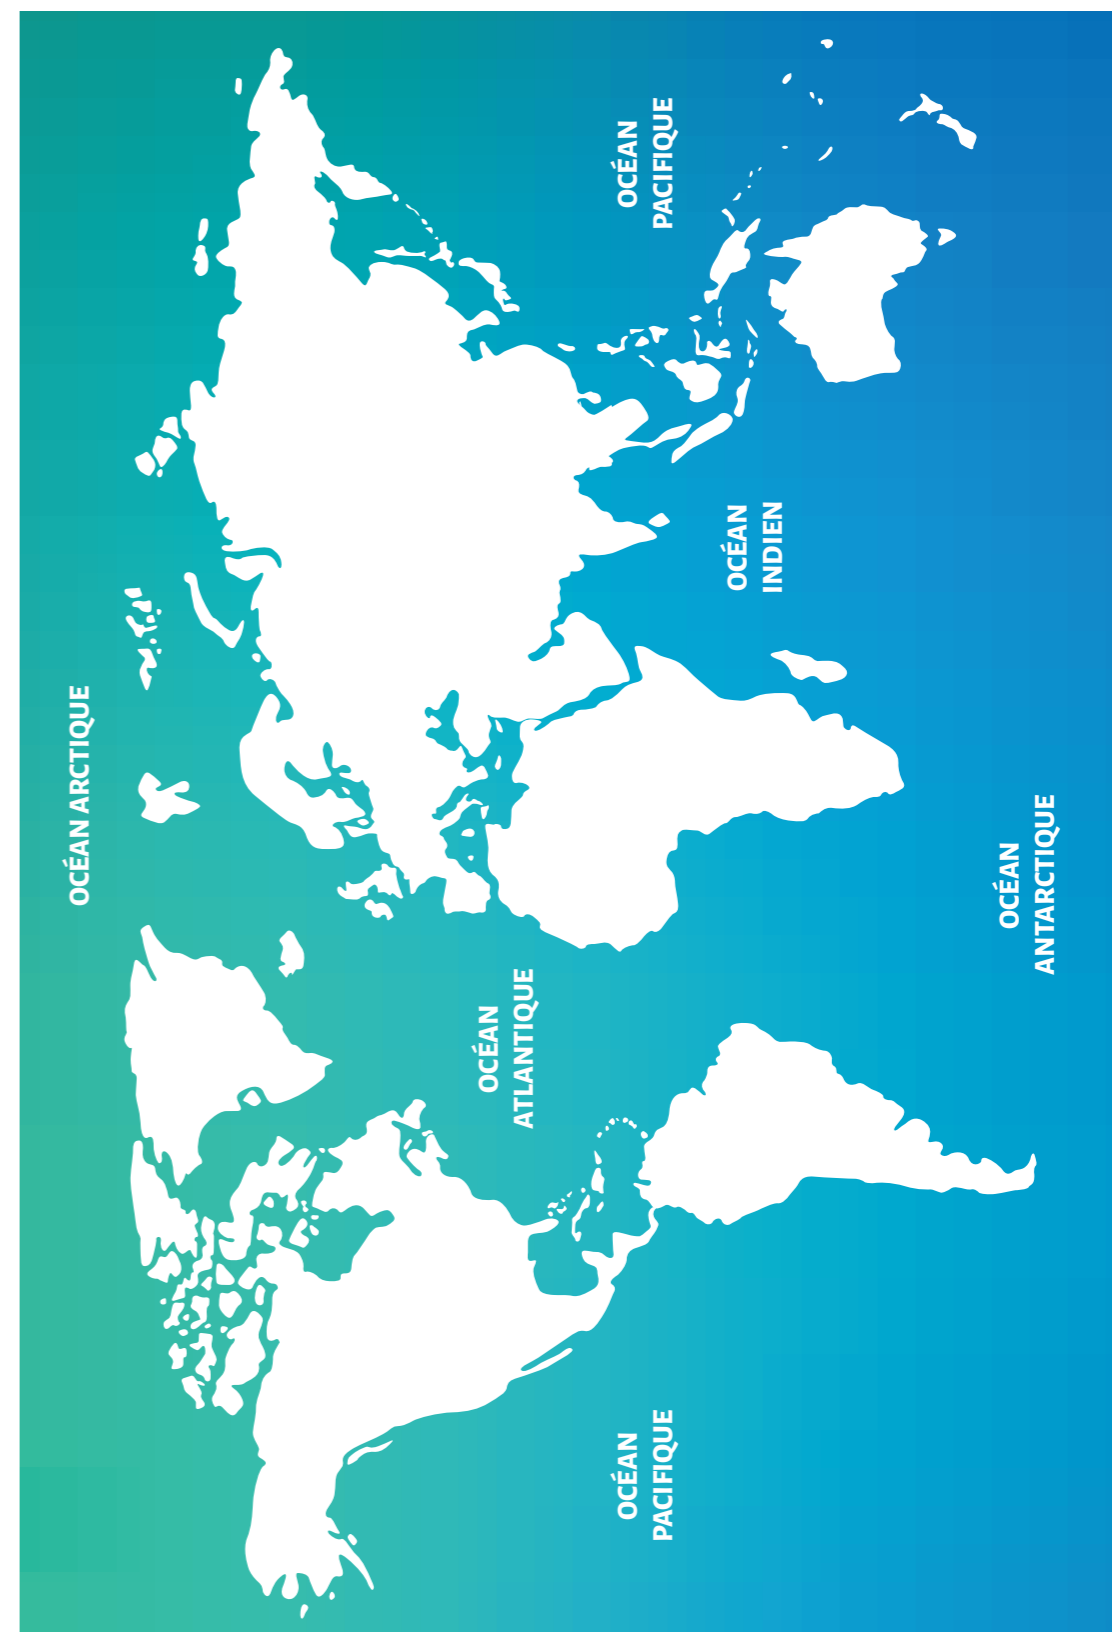 OCÉAN ARCTIQUE
OCÉAN
PACIFIQUE
OCÉAN
ATLANTIQUE
OCÉAN
INDIEN
OCÉAN
PACIFIQUE
OCÉAN
ANTARCTIQUE